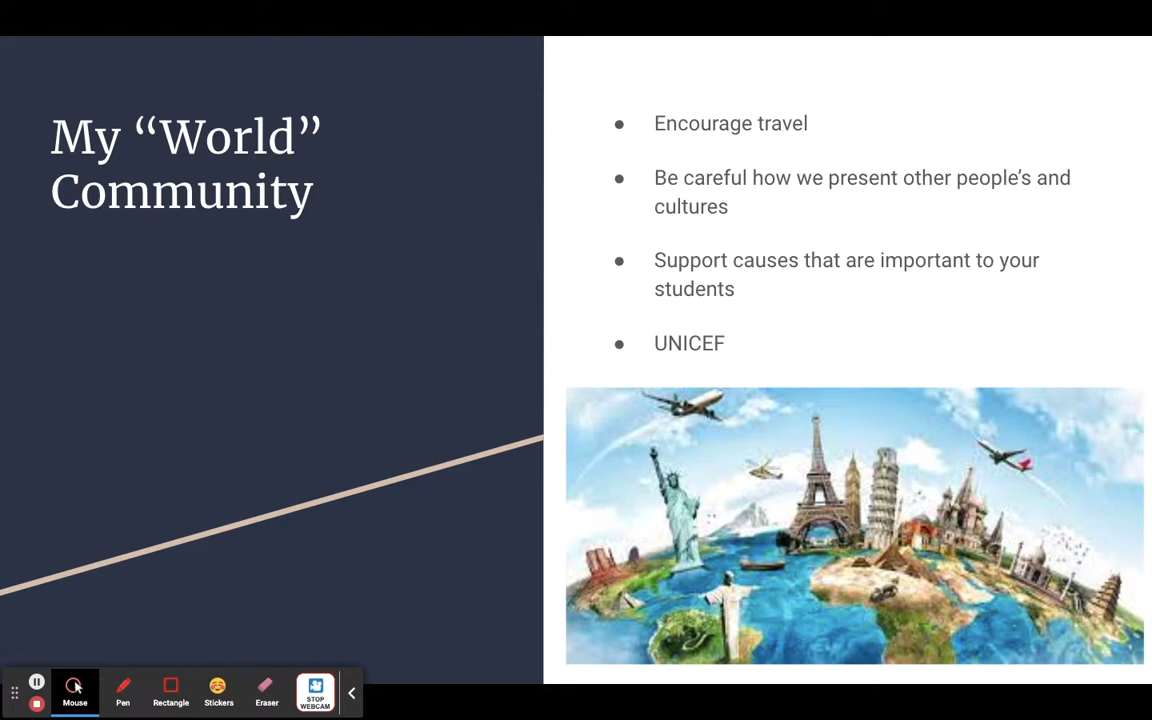 My “World”
Community
● Encourage travel
● Be careful how we present other people’s and
cultures
● Support causes that are important to your
students
● UNICEF
Mouse
Pen
Rectangle
Stickers
Eraser
STOP
WEBCAM